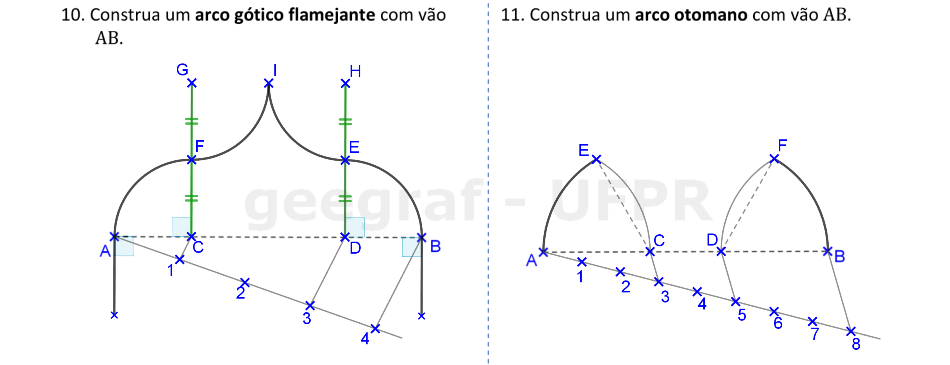 10. Construa um arco gótico flamejante com vão
AB.
G
I
H
F
E
A
C
D
B
1
2
3
4
geegraf - UFPR
11. Construa um arco otomano com vão AB.
E
F
A
C
D
B
1
2
3
4
5
6
7
8